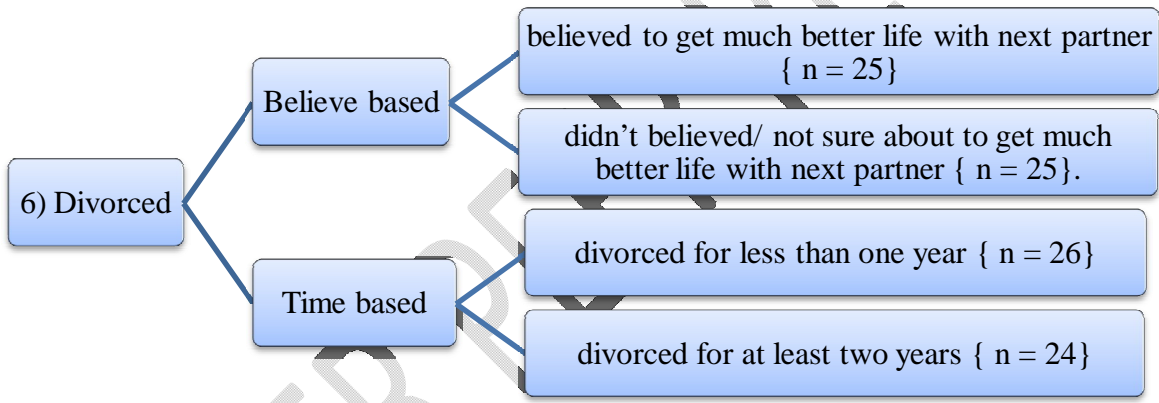 believed to get much better life with next partner
{ n = 25}
Believe based
didn’t believed/ not sure about to get much
better life with next partner { n = 25}.
6) Divorced
divorced for less than one year { n = 26}
Time based
divorced for at least two years { n = 24}